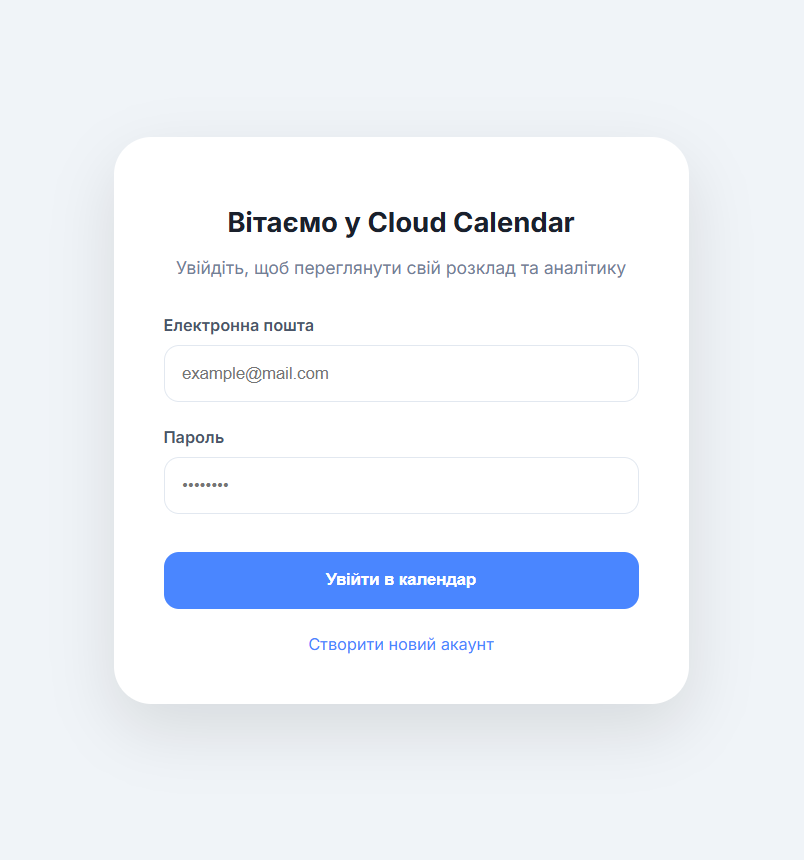 Вітаємо у Cloud Calendar
Увійдіть, щоб переглянути свій розклад та аналітику
Електронна пошта
example@mail.com
Пароль
••••••••
Увійти в календар
Створити новий акаунт